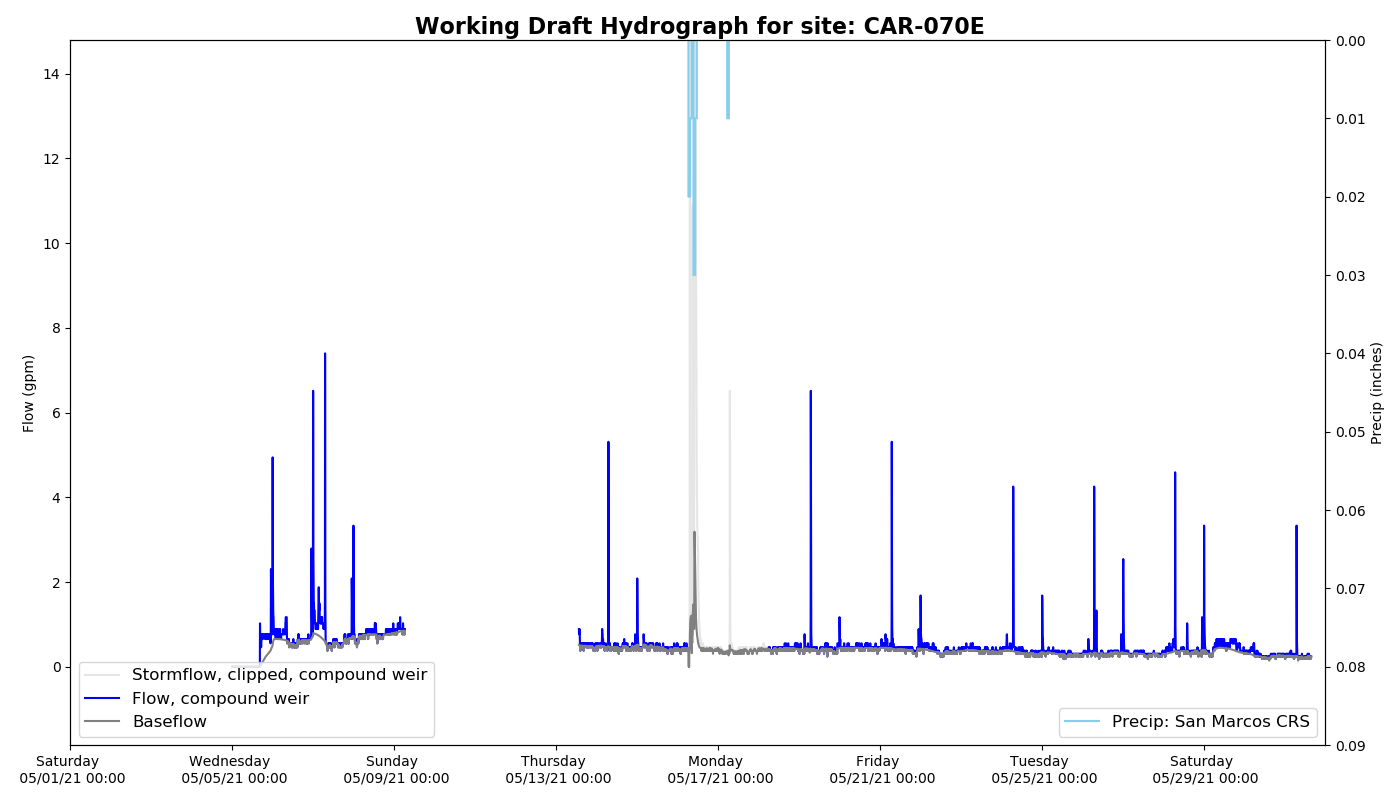 Working Draft Hydrograph for site: CAR-070E
14
12
10
8
6
4
2
0
Flow (gpm)
0.00
0.01
0.02
0.03
0.04
0.05
0.06
0.07
0.08
0.09
Precip (inches)
Stormflow, clipped, compound weir
Flow, compound weir
Baseflow
Precip: San Marcos CRS
Saturday
05/01/21 00:00
Wednesday
05/05/21 00:00
Sunday
05/09/21 00:00
Thursday
05/13/21 00:00
Monday
05/17/21 00:00
Friday
05/21/21 00:00
Tuesday
05/25/21 00:00
Saturday
05/29/21 00:00